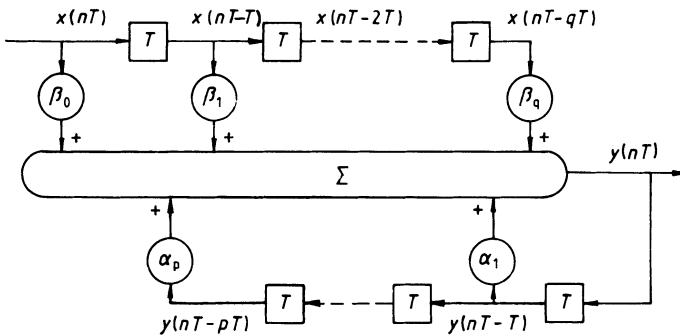 x(nT) x(nT-T) x(nT-2T) x(nT-qT)
T T T
β₀ β₁ βq
+ + +
y(nT)
Σ
+ +
αp α₁
T T T
y(nT-pT) y(nT-T)